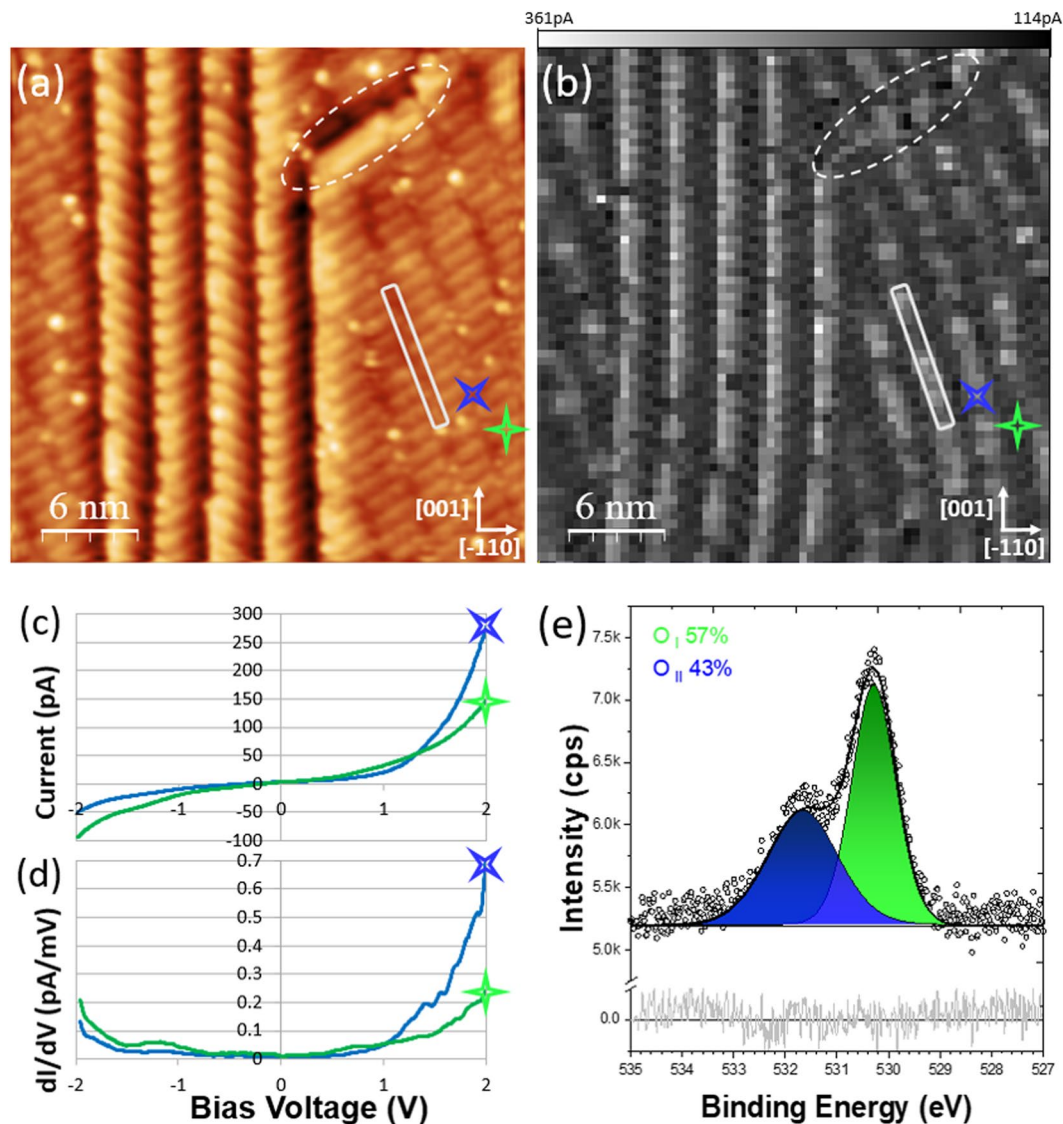 361pA 114pA
(a)
[001]
[-110]
6 nm
(b)
[001]
[-110]
6 nm
(c)
Current (pA)
300
250
200
150
100
50
0
-50
-100
-2 -1 0 1 2
(d)
dI/dV (pA/mV)
0.7
0.6
0.5
0.4
0.3
0.2
0.1
0
-2 -1 0 1 2
Bias Voltage (V)
(e)
O I 57%
O II 43%
Intensity (cps)
7.5k
7.0k
6.5k
6.0k
5.5k
5.0k
0.0
535 534 533 532 531 530 529 528 527
Binding Energy (eV)